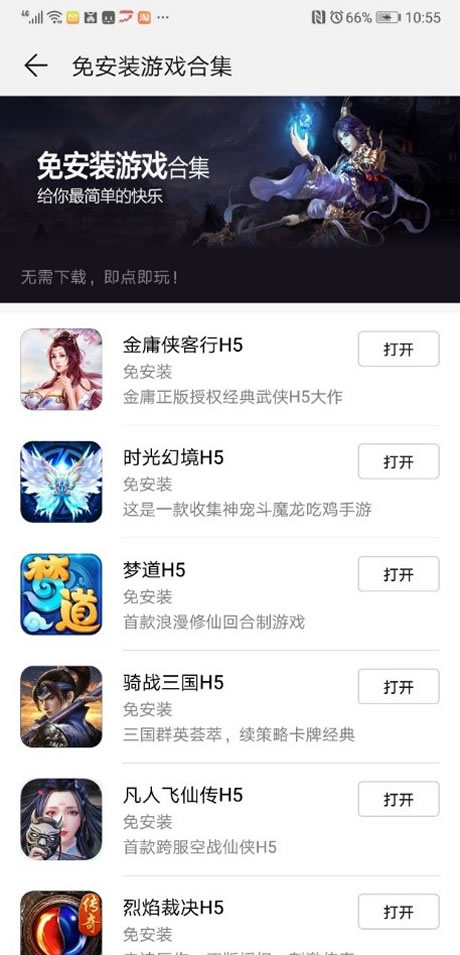 4G 66% 10:55
免安装游戏合集
免安装游戏合集
给你最简单的快乐
无需下载，即点即玩！
金庸侠客行H5
打开
免安装
金庸正版授权经典武侠H5大作
时光幻境H5
打开
免安装
这是一款收集神宠斗魔龙吃鸡手游
梦道
梦道H5
打开
免安装
首款浪漫修仙回合制游戏
骑战三国H5
打开
免安装
三国群英荟萃，续策略卡牌经典
凡人飞仙传H5
打开
免安装
首款跨服空战仙侠H5
传奇
烈焰裁决H5
打开
免安装